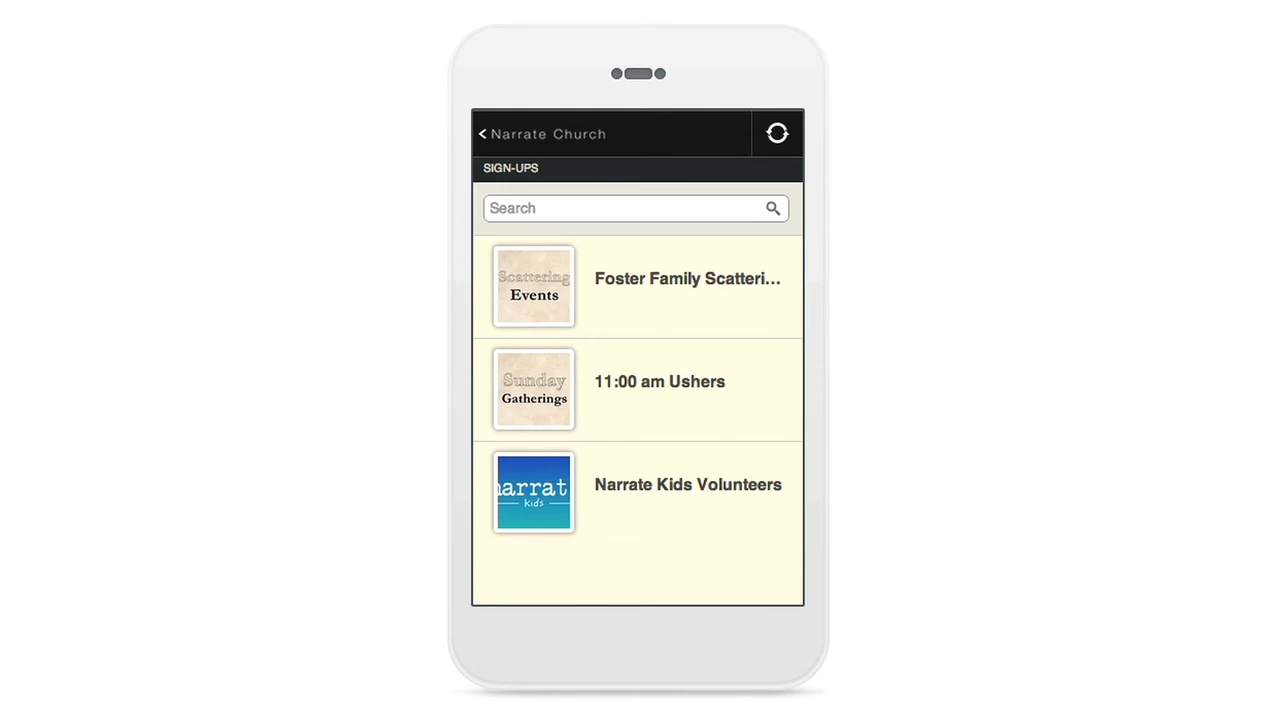 Narrate Church
SIGN-UPS
Search
Scattering
Events
Foster Family Scatteri...
Sunday
Gatherings
11:00 am Ushers
narrat
kids
Narrate Kids Volunteers